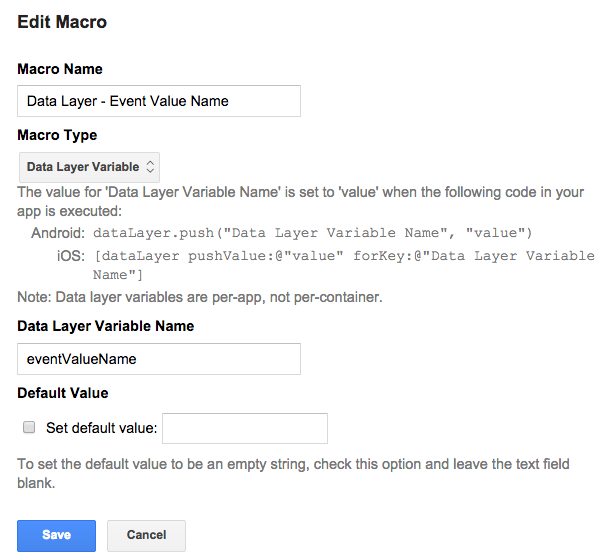 Edit Macro
Macro Name
Data Layer - Event Value Name
Macro Type
Data Layer Variable
The value for 'Data Layer Variable Name' is set to 'value' when the following code in your
app is executed:
Android: dataLayer.push("Data Layer Variable Name", "value")
iOS: [dataLayer pushValue:@"value" forKey:@"Data Layer Variable
Name"]
Note: Data layer variables are per-app, not per-container.
Data Layer Variable Name
eventValueName
Default Value
Set default value:
To set the default value to be an empty string, check this option and leave the text field
blank.
Save Cancel